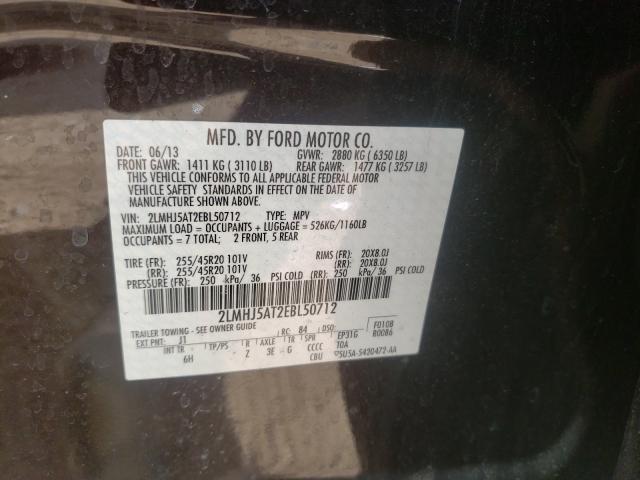 MFD. BY FORD MOTOR CO.
DATE: 06/13 GVWR: 2880 KG ( 6350 LB)
FRONT GAWR: 1411 KG ( 3110 LB) REAR GAWR: 1477 KG ( 3257 LB)
THIS VEHICLE CONFORMS TO ALL APPLICABLE FEDERAL MOTOR
VEHICLE SAFETY STANDARDS IN EFFECT ON THE DATE OF
MANUFACTURE SHOWN ABOVE.
VIN: 2LMHJ5AT2EBL50712 TYPE: MPV
MAXIMUM LOAD = OCCUPANTS + LUGGAGE = 526KG/1160LB
OCCUPANTS = 7 TOTAL; 2 FRONT, 5 REAR
TIRE (FR): 255/45R20 101V RIMS (FR): 20X8.0J
(RR): 255/45R20 101V (RR): 20X8.0J
PRESSURE (FR): 250 kPa/ 36 PSI COLD (RR): 250 kPa/ 36 PSI COLD
2LMHJ5AT2EBL50712
TRAILER TOWING - SEE OWNER GUIDE
EXT PNT: J1 RC: 84 DSO: EP31G F0108
R0086
INT TR TP/PS R AXLE TR SPR TOA
6H Z 3E G CCCC
CBU 5U5A-5420472-AA